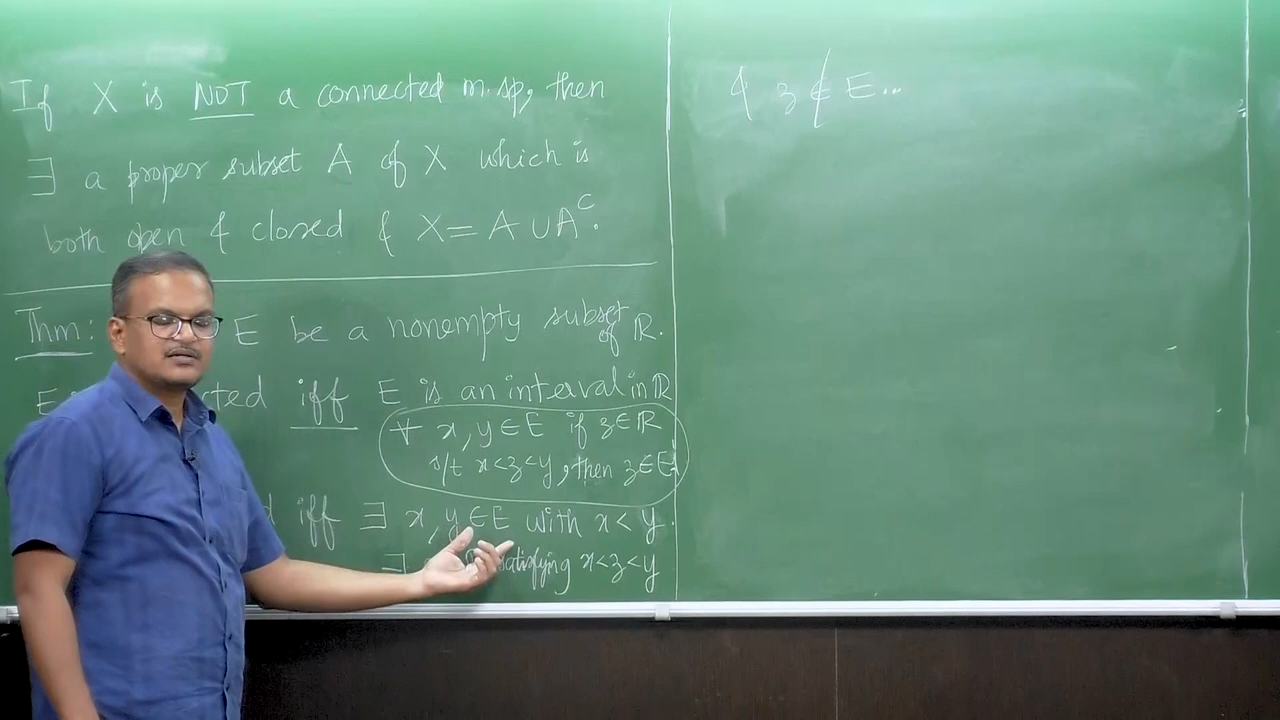 If X is NOT a connected m.sp, then
∃ a proper subset A of X which is
both open & closed & X = A ∪ Aᶜ.
Thm: E be a nonempty subset of ℝ.
iff E is an interval in ℝ
∀ x, y ∈ E if z ∈ ℝ
s/t x<z<y, then z ∈ E
iff ∃ x, y ∈ E with x < y.
∃ satisfying x<z<y
& z ∉ E...